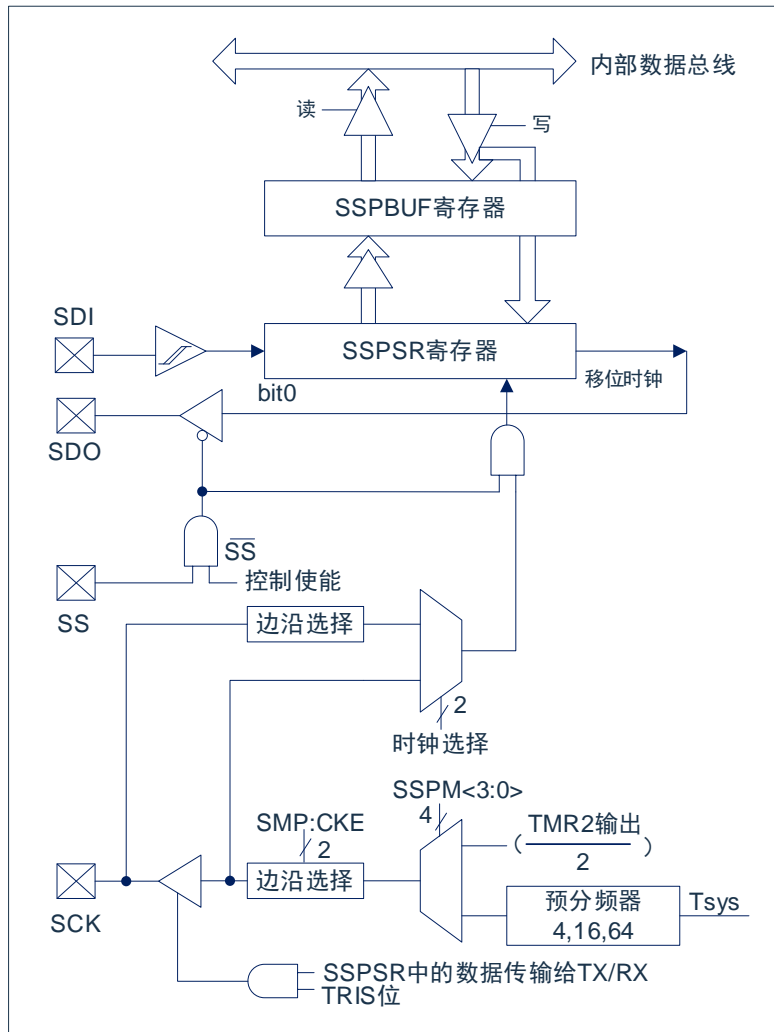 内部数据总线
读
写
SSPBUF寄存器
SDI
SSPSR寄存器
bit0
移位时钟
SDO
SS
控制使能
SS
边沿选择
2
时钟选择
SSPM<3:0>
4
SMP:CKE
2
(TMR2输出
2
)
边沿选择
预分频器
4,16,64
Tsys
SCK
SSPSR中的数据传输给TX/RX
TRIS位